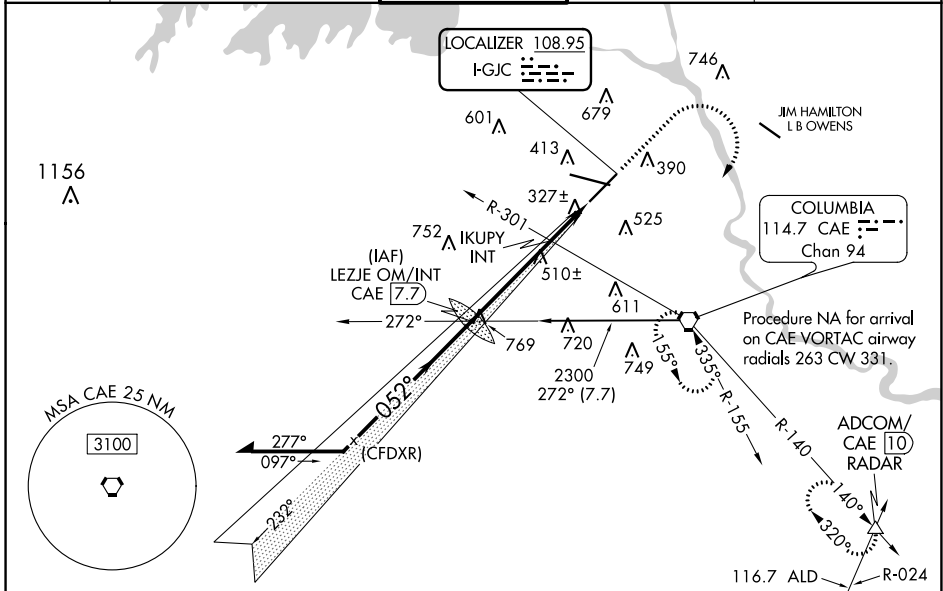 LOCALIZER 108.95
I-GJC
746
679
601
JIM HAMILTON
L B OWENS
413
390
1156
327±
R-301
525
COLUMBIA
114.7 CAE
Chan 94
752
IKUPY
INT
(IAF)
LEZJE OM/INT
CAE 7.7
510±
611
272°
769
720
749
2300
272° (7.7)
Procedure NA for arrival
on CAE VORTAC airway
radials 263 CW 331.
155°
335°
R-155
R-140
052°
MSA CAE 25 NM
3100
277°
097°
(CFDXR)
232°
ADCOM/
CAE 10
RADAR
140°
320°
116.7 ALD
R-024